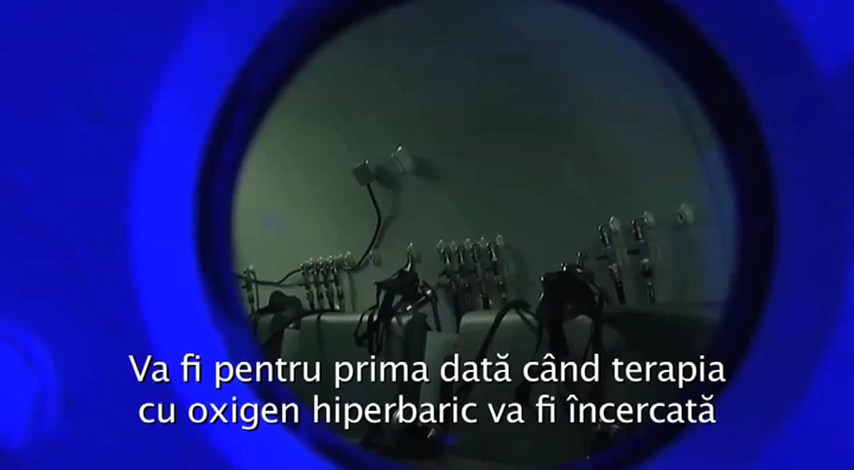 Va fi pentru prima dată când terapia
cu oxigen hiperbaric va fi încercată